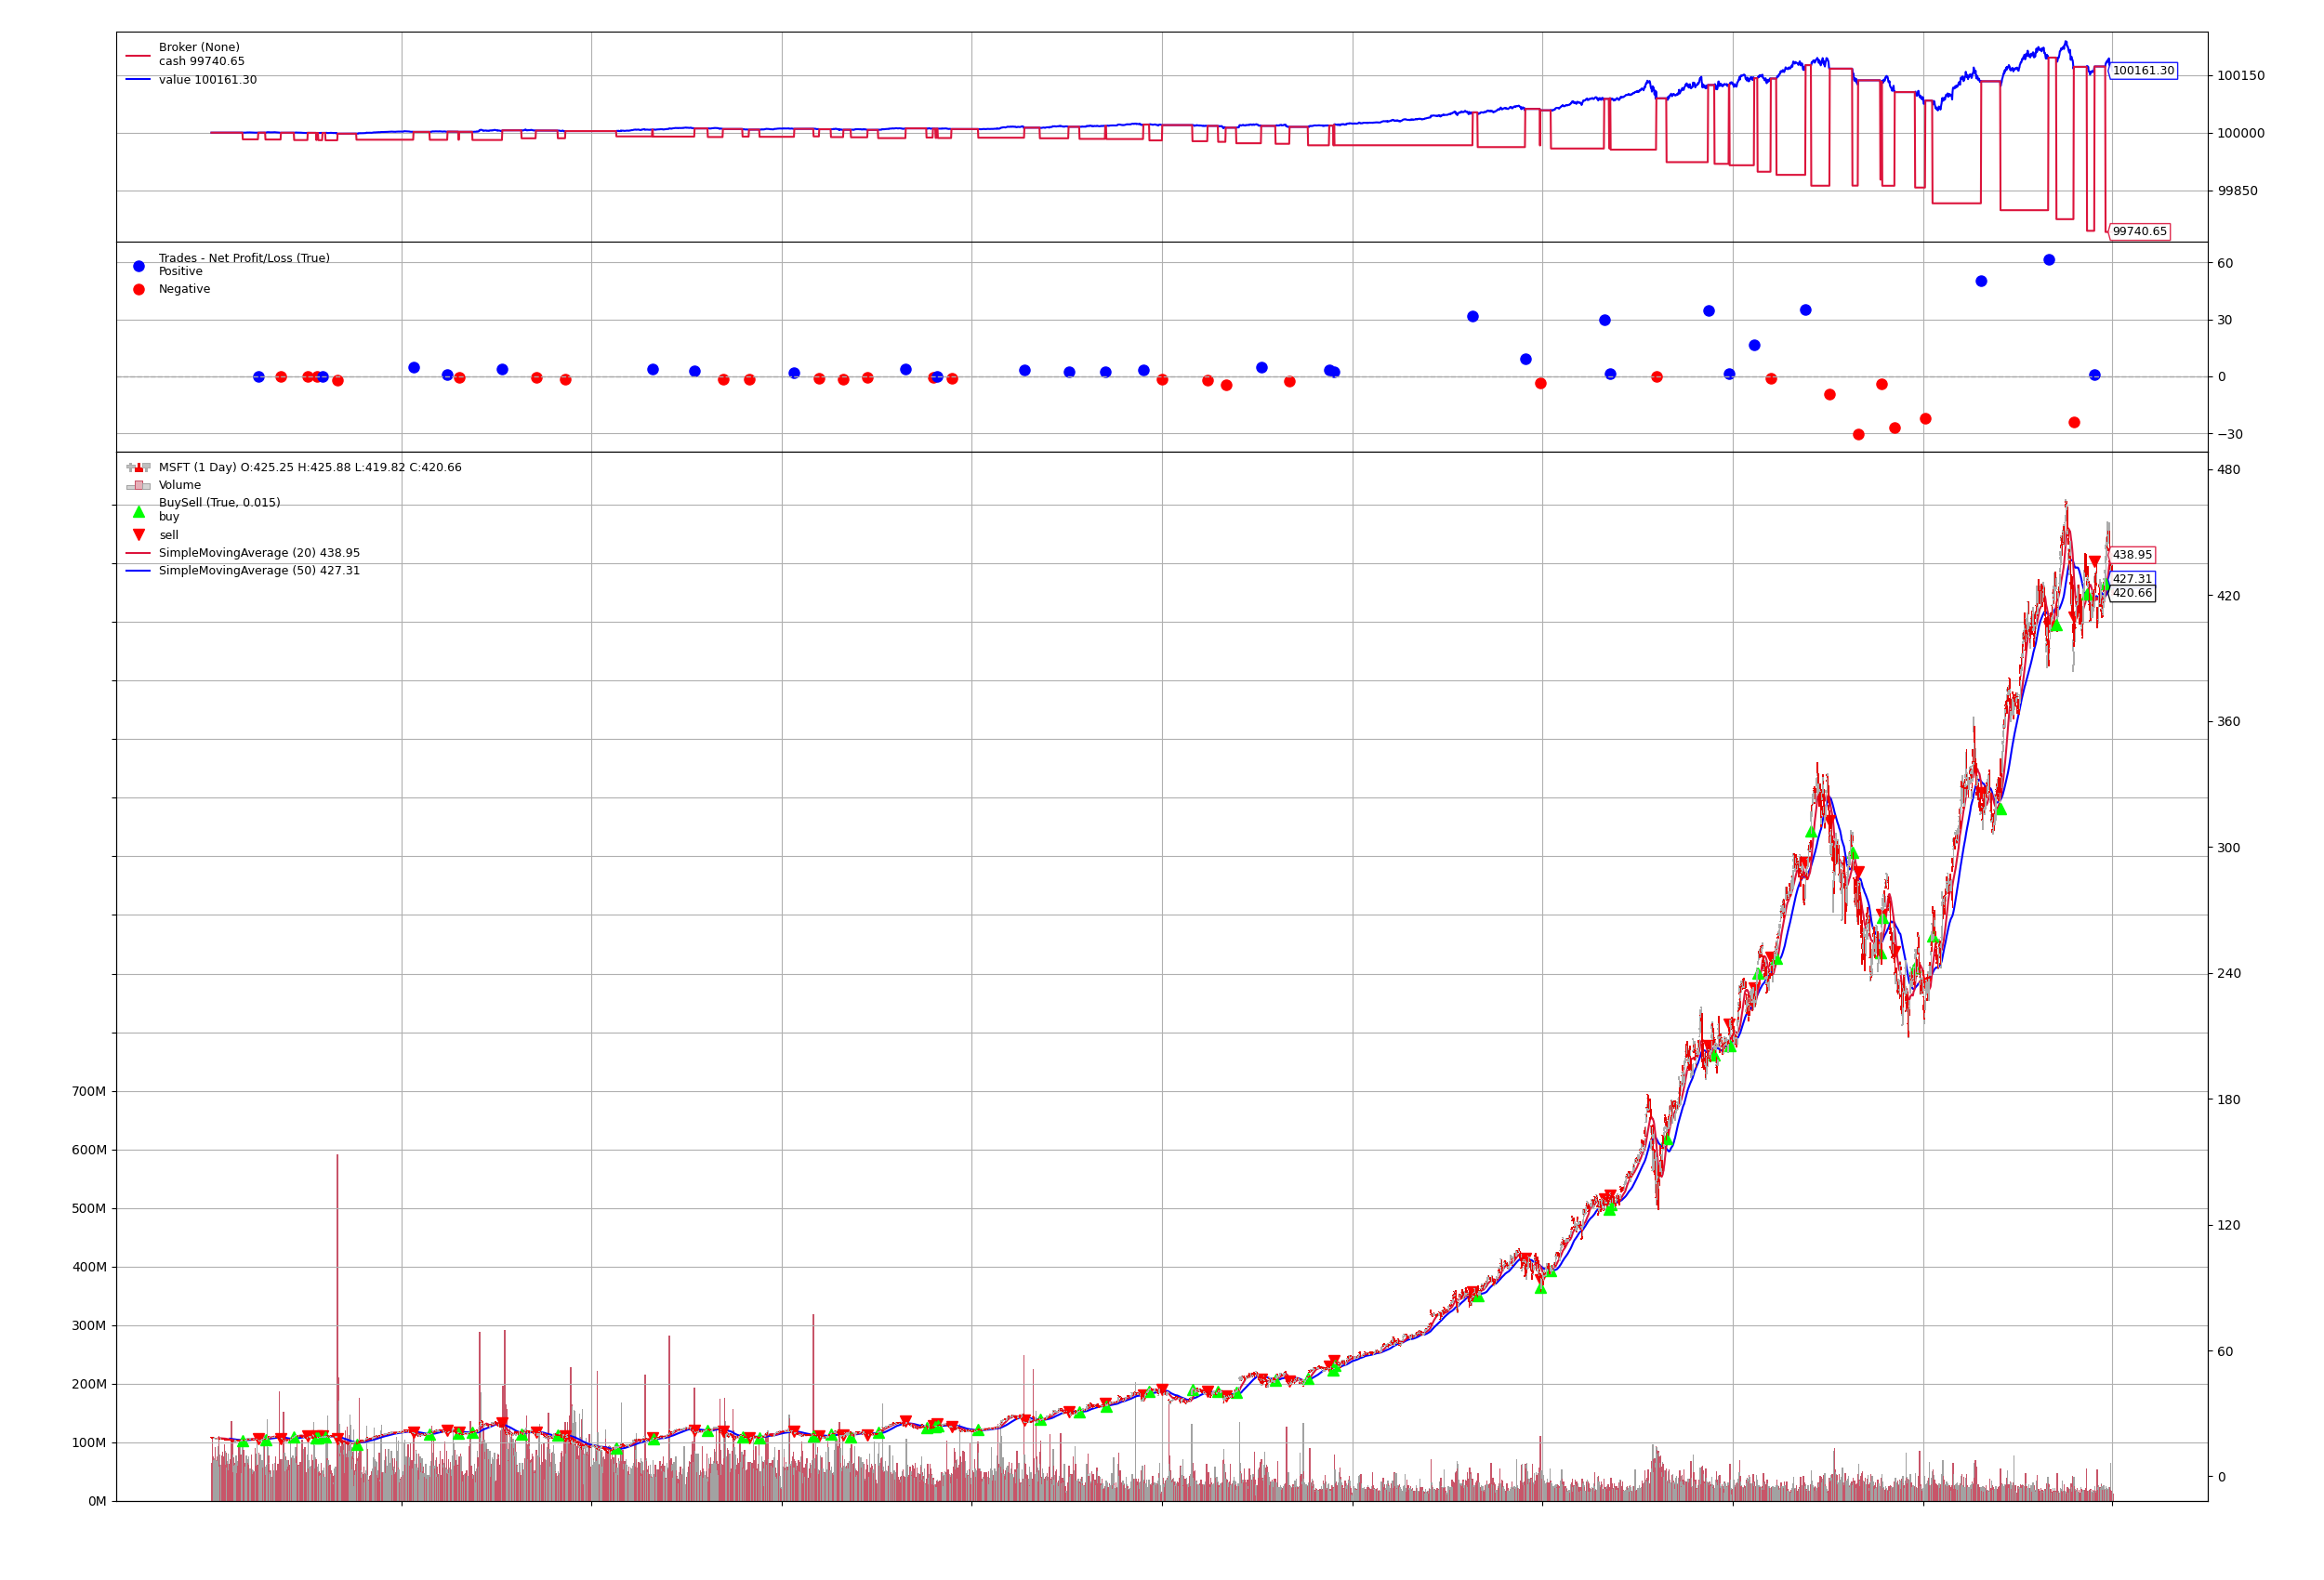 Broker (None)
cash 99740.65
value 100161.30
100161.30
100150
100000
99850
99740.65
Trades - Net Profit/Loss (True)
Positive
Negative
60
30
0
−30
MSFT (1 Day) O:425.25 H:425.88 L:419.82 C:420.66
Volume
BuySell (True, 0.015)
buy
sell
SimpleMovingAverage (20) 438.95
SimpleMovingAverage (50) 427.31
480
438.95
427.31
420.66
420
360
300
240
180
120
60
0
700M
600M
500M
400M
300M
200M
100M
0M